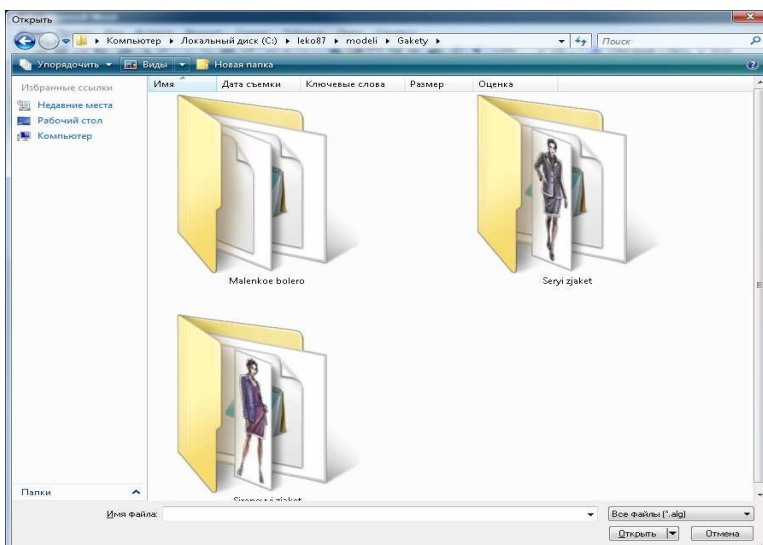 Открыть
Компьютер ▸ Локальный диск (C:) ▸ leko87 ▸ modeli ▸ Gakety ▸
Поиск
Упорядочить Виды Новая папка
Избранные ссылки
Имя Дата съемки Ключевые слова Размер Оценка
Недавние места
Рабочий стол
Компьютер
Malenkoe bolero
Seryi zjaket
Папки
Имя файла:
Все файлы (*.alg)
Открыть
Отмена